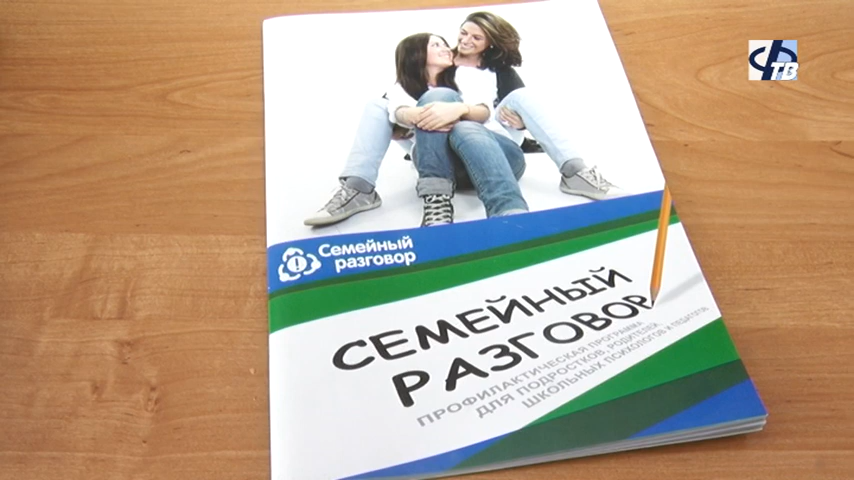 ТВ
Семейный
разговор
СЕМЕЙНЫЙ
РАЗГОВОР
ПРОФИЛАКТИЧЕСКАЯ ПРОГРАММА
ДЛЯ ПОДРОСТКОВ, РОДИТЕЛЕЙ,
ШКОЛЬНЫХ ПСИХОЛОГОВ И ПЕДАГОГОВ